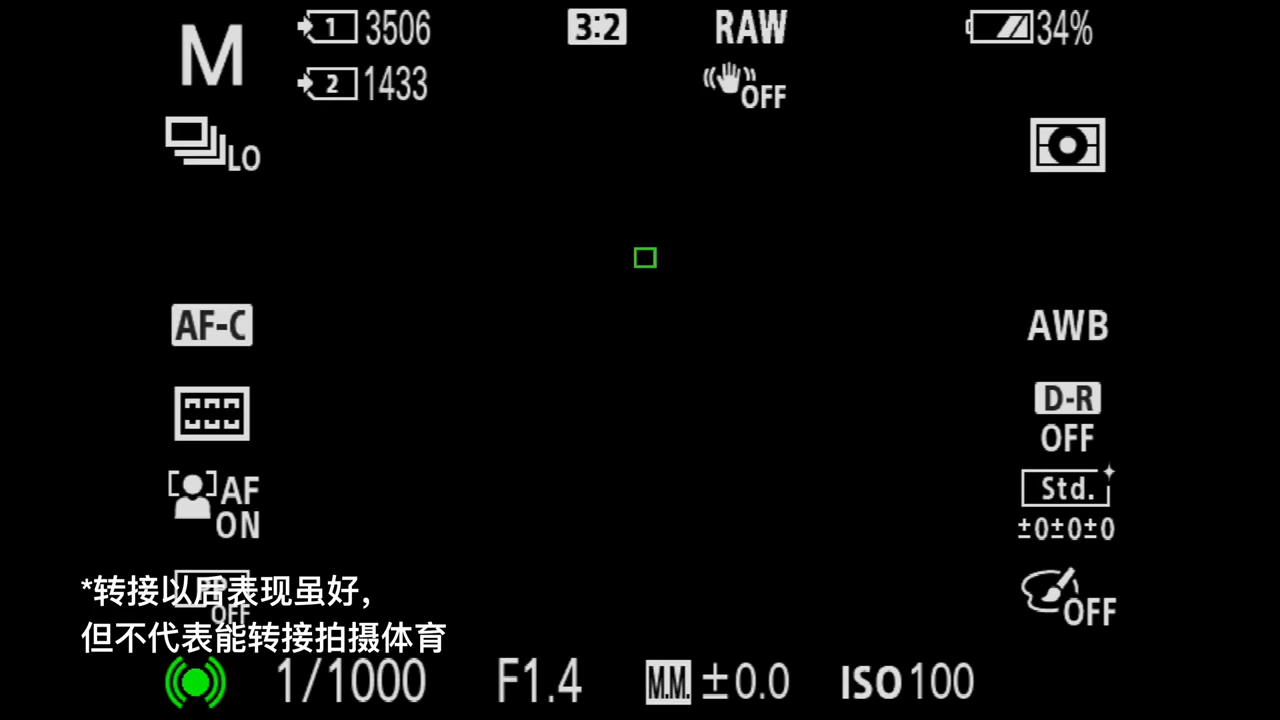 M
1 3506
3:2
RAW
34%
2 1433
OFF
LO
AF-C
AWB
D-R
OFF
AF
ON
Std.
±0±0±0
OFF
OFF
*转接以后表现虽好，
但不代表能转接拍摄体育
1/1000
F1.4
M.M. ±0.0
ISO 100